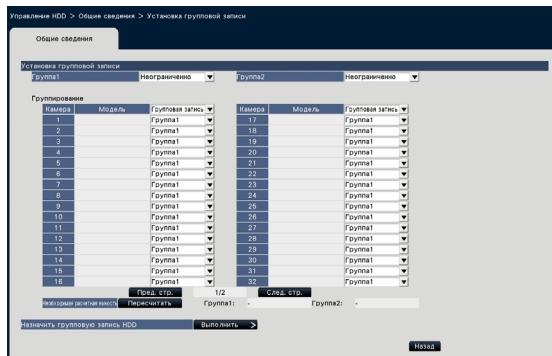 Управление HDD > Общие сведения > Установка групповой записи
Общие сведения
Установка групповой записи
Группа1 Неограниченно Группа2 Неограниченно
Группирование
Камера Модель Групповая запись Камера Модель Групповая запись
1 Группа1 17 Группа1
2 Группа1 18 Группа1
3 Группа1 19 Группа1
4 Группа1 20 Группа1
5 Группа1 21 Группа1
6 Группа1 22 Группа1
7 Группа1 23 Группа1
8 Группа1 24 Группа1
9 Группа1 25 Группа1
10 Группа1 26 Группа1
11 Группа1 27 Группа1
12 Группа1 28 Группа1
13 Группа1 29 Группа1
14 Группа1 30 Группа1
15 Группа1 31 Группа1
16 Группа1 32 Группа1
Пред. стр. 1/2 След. стр.
Необходимая расчетная емкость Пересчитать Группа1: - Группа2: -
Назначить групповую запись HDD Выполнить >
Назад